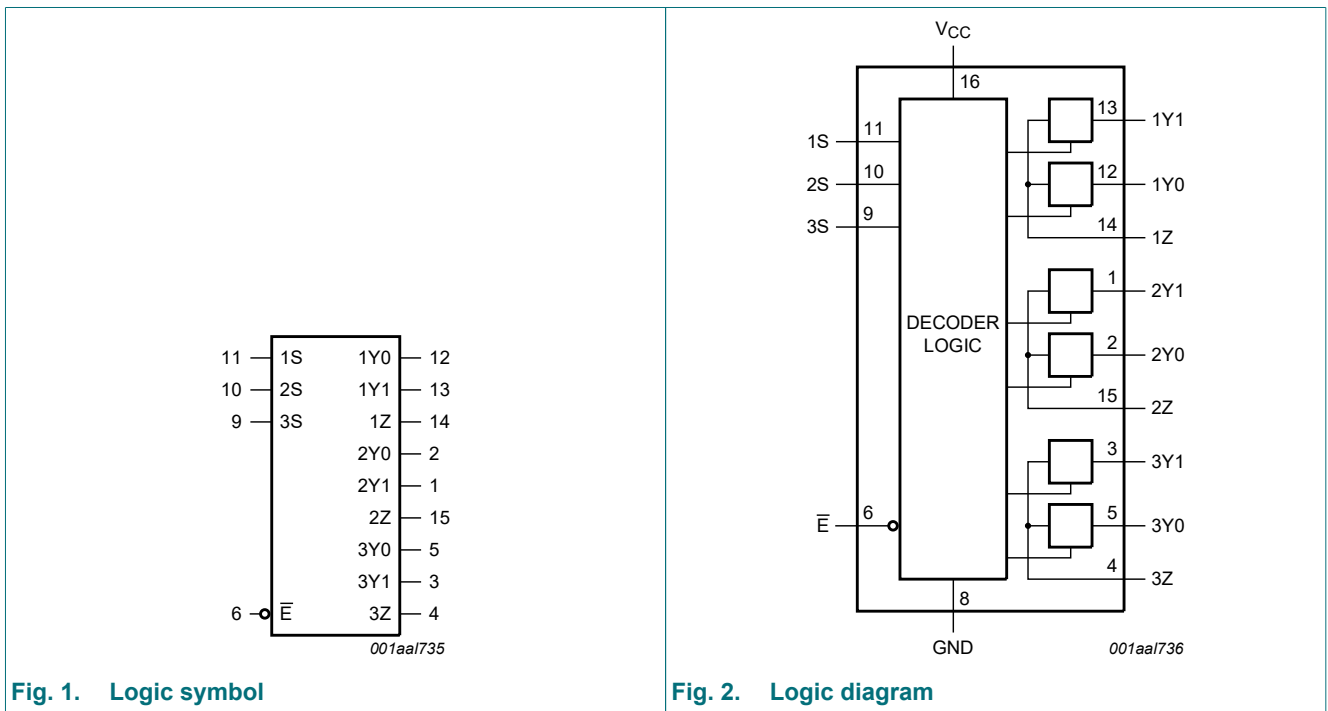 11 1S 1Y0 12
10 2S 1Y1 13
9 3S 1Z 14
2Y0 2
2Y1 1
2Z 15
3Y0 5
3Y1 3
6 E̅ 3Z 4
001aal735
Fig. 1. Logic symbol
VCC
16
13 1Y1
1S 11
12 1Y0
2S 10
3S 9
14 1Z
1 2Y1
DECODER
LOGIC
2 2Y0
15 2Z
3 3Y1
E̅ 6
5 3Y0
4 3Z
8
GND
001aal736
Fig. 2. Logic diagram